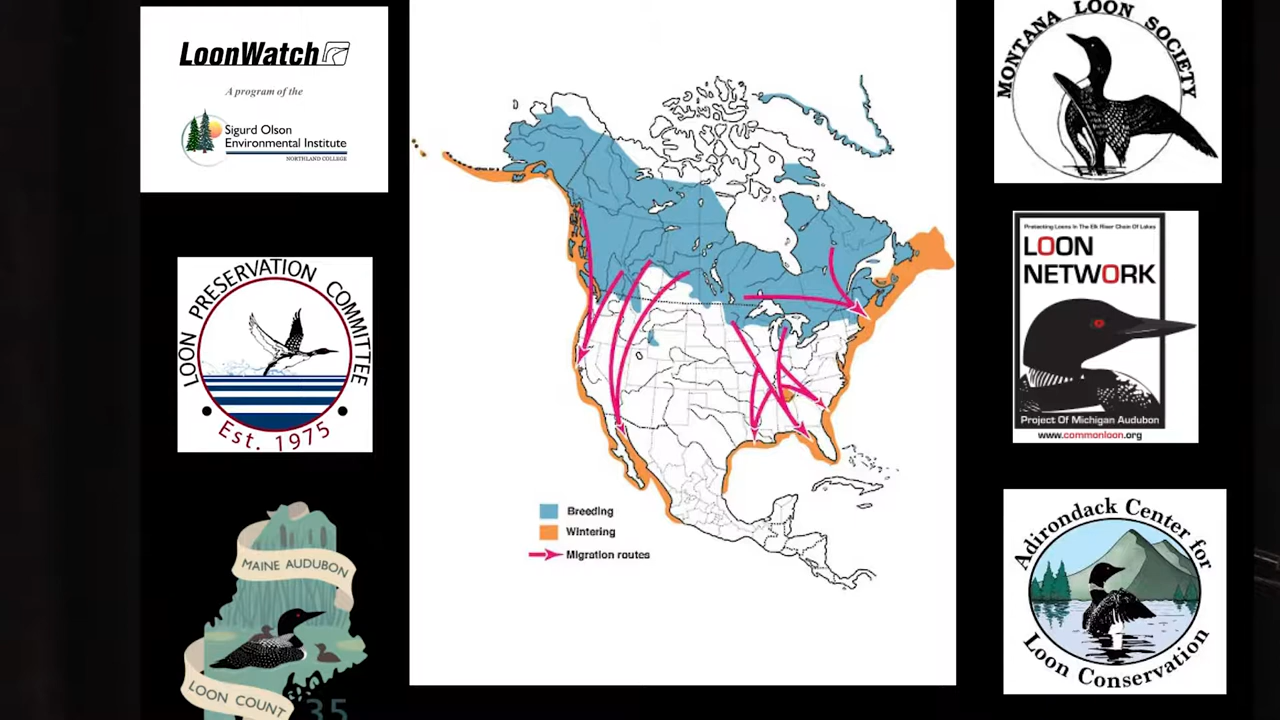 LoonWatch
A program of the
Sigurd Olson
Environmental Institute
NORTHLAND COLLEGE
LOON PRESERVATION COMMITTEE
Est. 1975
MAINE AUDUBON
LOON COUNT
35
Breeding
Wintering
Migration routes
MONTANA LOON SOCIETY
Protecting Loons In The Elk River Chain Of Lakes
LOON
NETWORK
Project Of Michigan Audubon
www.commonloon.org
Adirondack Center for
Loon Conservation